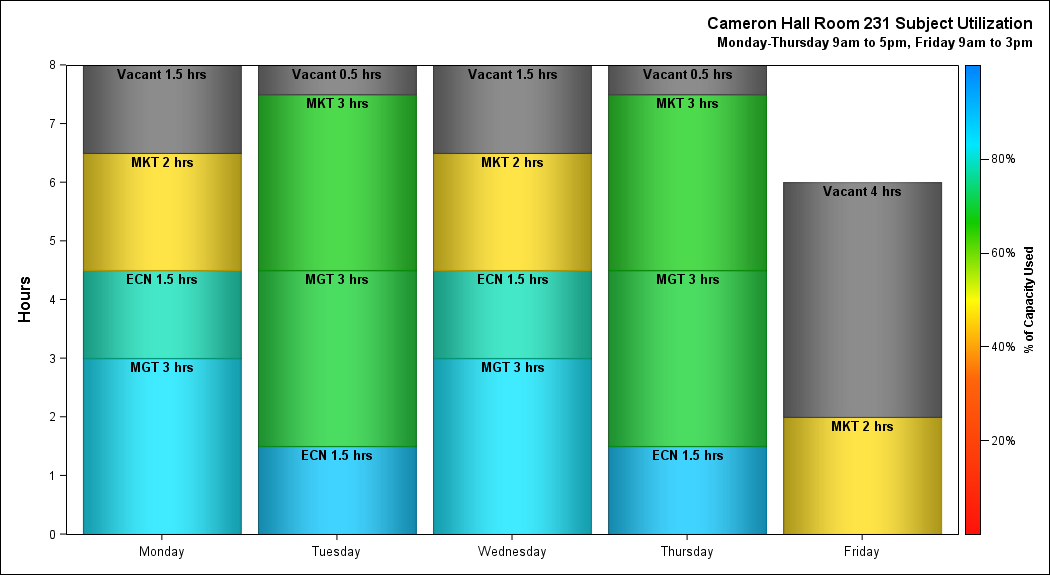 Cameron Hall Room 231 Subject Utilization
Monday-Thursday 9am to 5pm, Friday 9am to 3pm
Hours
8
7
6
5
4
3
2
1
0
Vacant 1.5 hrs
MKT 2 hrs
ECN 1.5 hrs
MGT 3 hrs
Vacant 0.5 hrs
MKT 3 hrs
MGT 3 hrs
ECN 1.5 hrs
Vacant 1.5 hrs
MKT 2 hrs
ECN 1.5 hrs
MGT 3 hrs
Vacant 0.5 hrs
MKT 3 hrs
MGT 3 hrs
ECN 1.5 hrs
Vacant 4 hrs
MKT 2 hrs
Monday
Tuesday
Wednesday
Thursday
Friday
80%
60%
40%
20%
% of Capacity Used